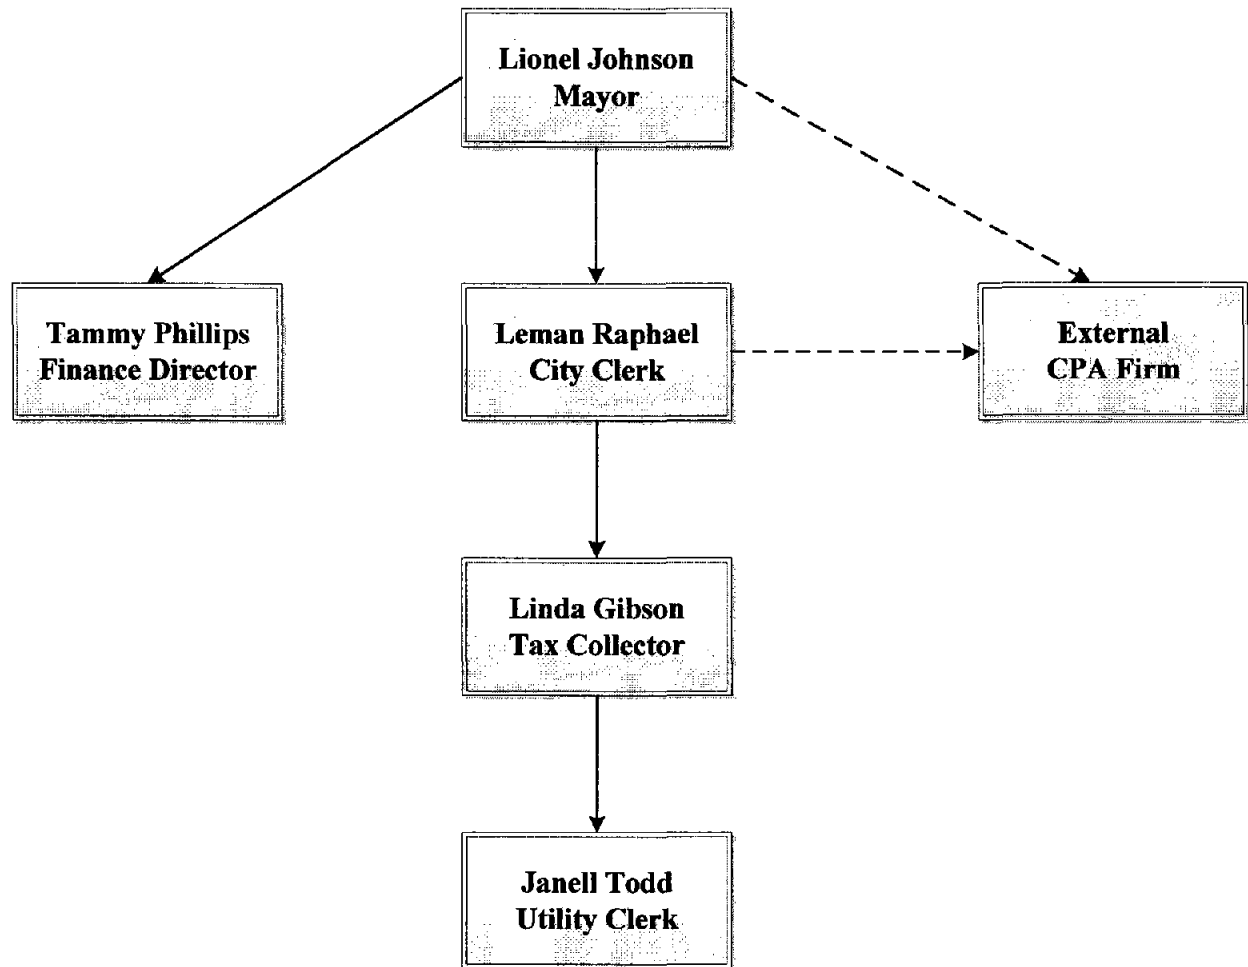 Lionel Johnson
Mayor
Tammy Phillips
Finance Director
Leman Raphael
City Clerk
External
CPA Firm
Linda Gibson
Tax Collector
Janell Todd
Utility Clerk